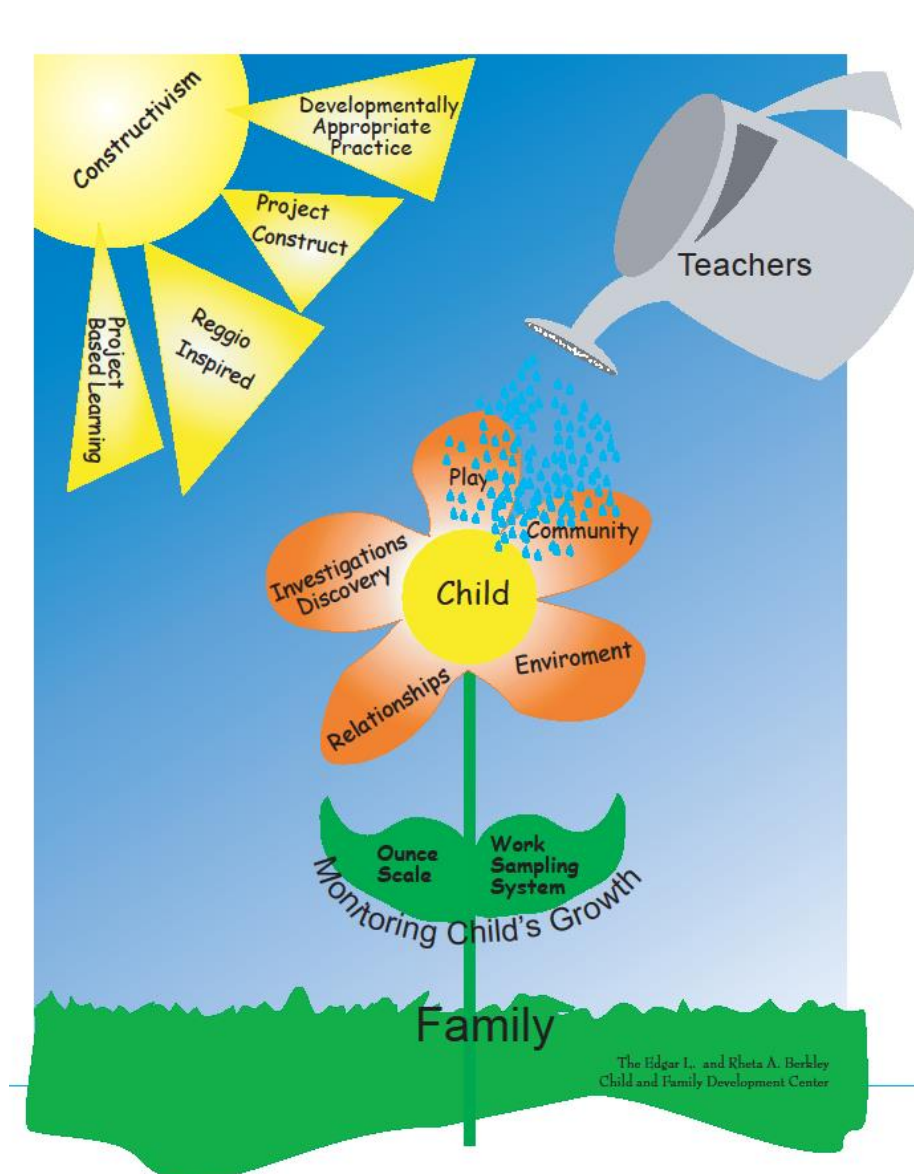 Constructivism
Developmentally
Appropriate
Practice
Project
Construct
Reggio
Inspired
Project
Based Learning
Teachers
Play
Community
Investigations
Discovery
Child
Enviroment
Relationships
Ounce
Scale
Work
Sampling
System
Monitoring Child's Growth
Family
The Edgar L. and Rheta A. Berkley
Child and Family Development Center